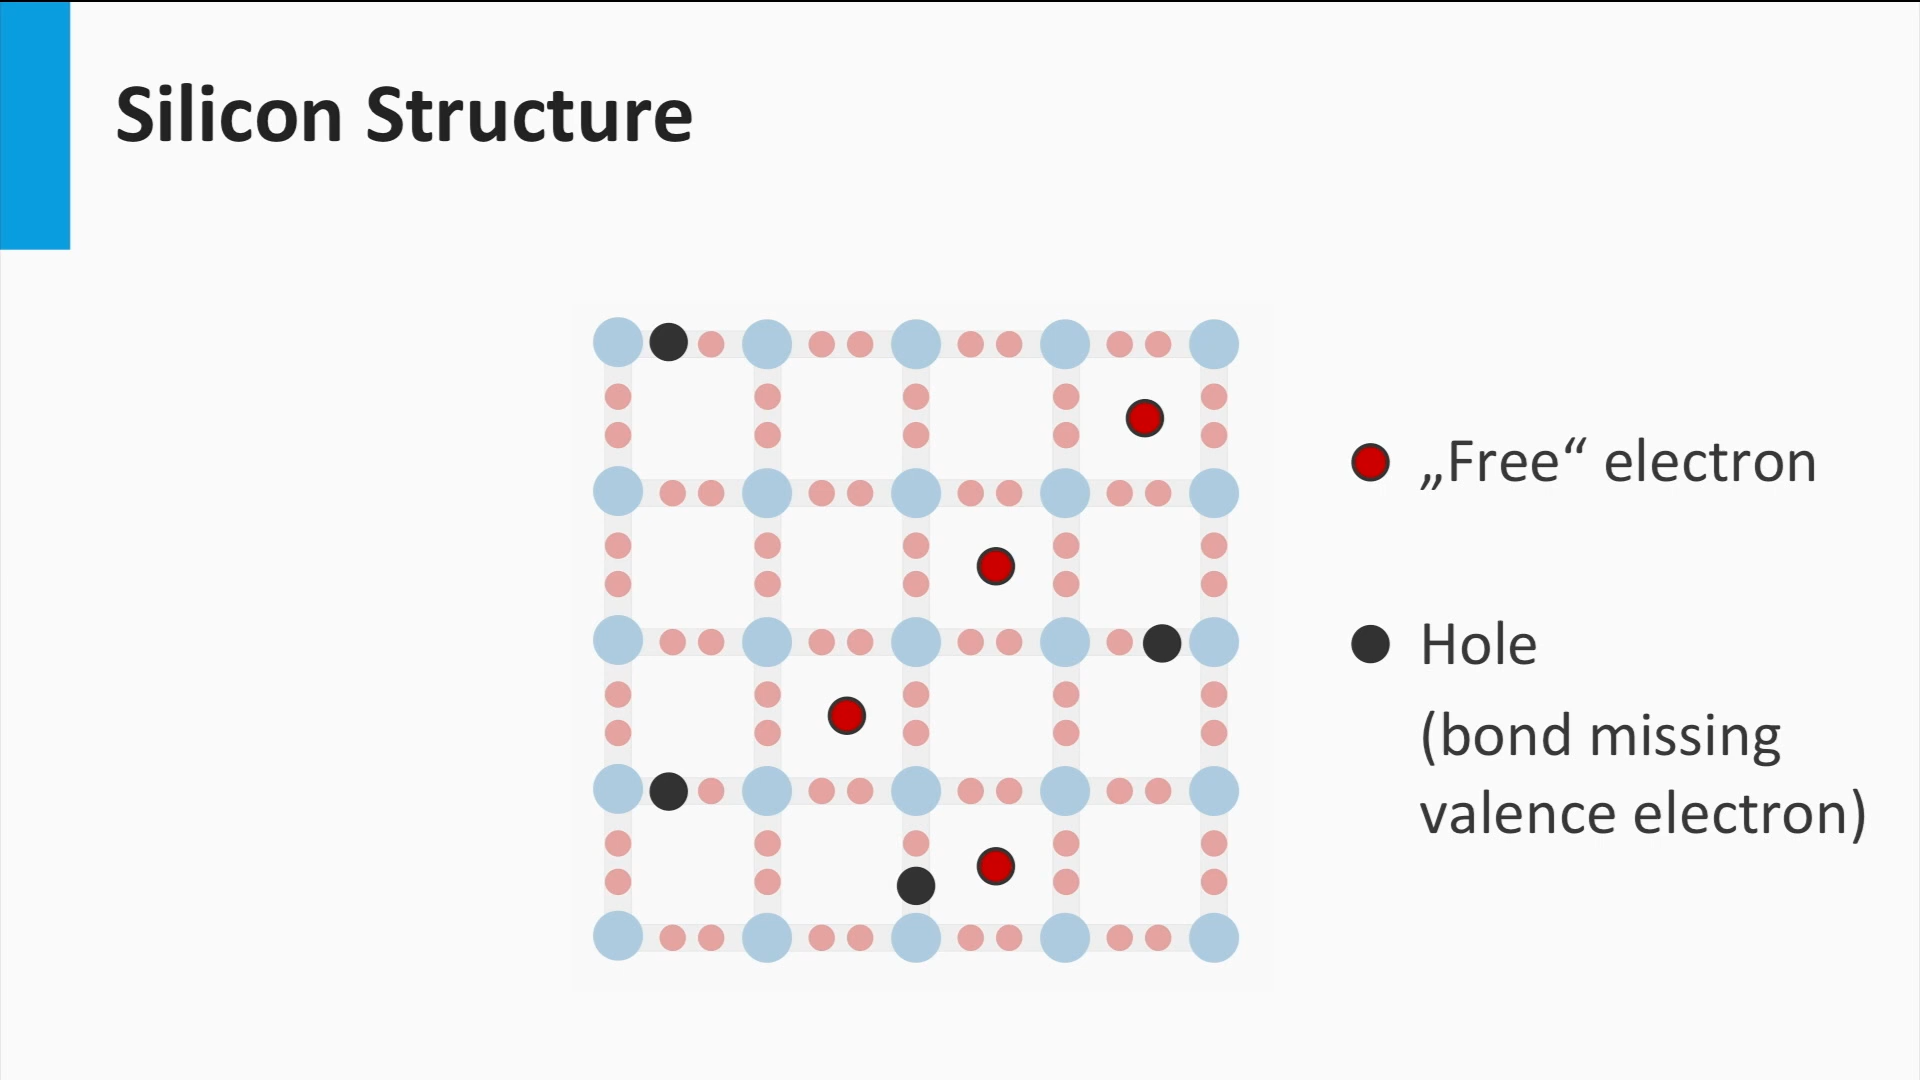 Silicon Structure
„Free“ electron
Hole
(bond missing
valence electron)